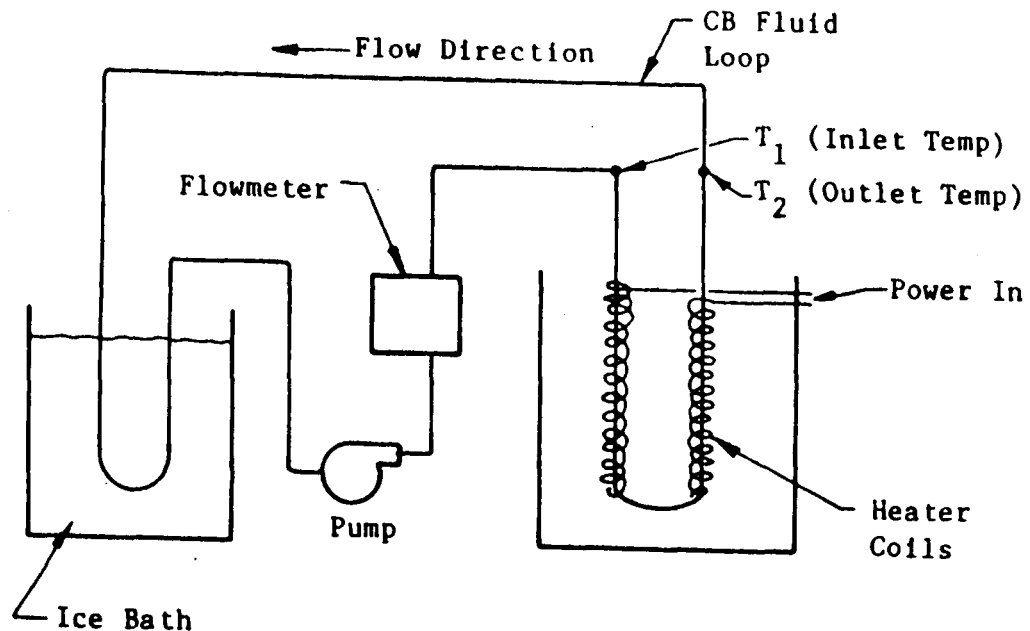 CB Fluid
Loop
Flow Direction
T1 (Inlet Temp)
Flowmeter
T2 (Outlet Temp)
Power In
Pump
Heater
Coils
Ice Bath